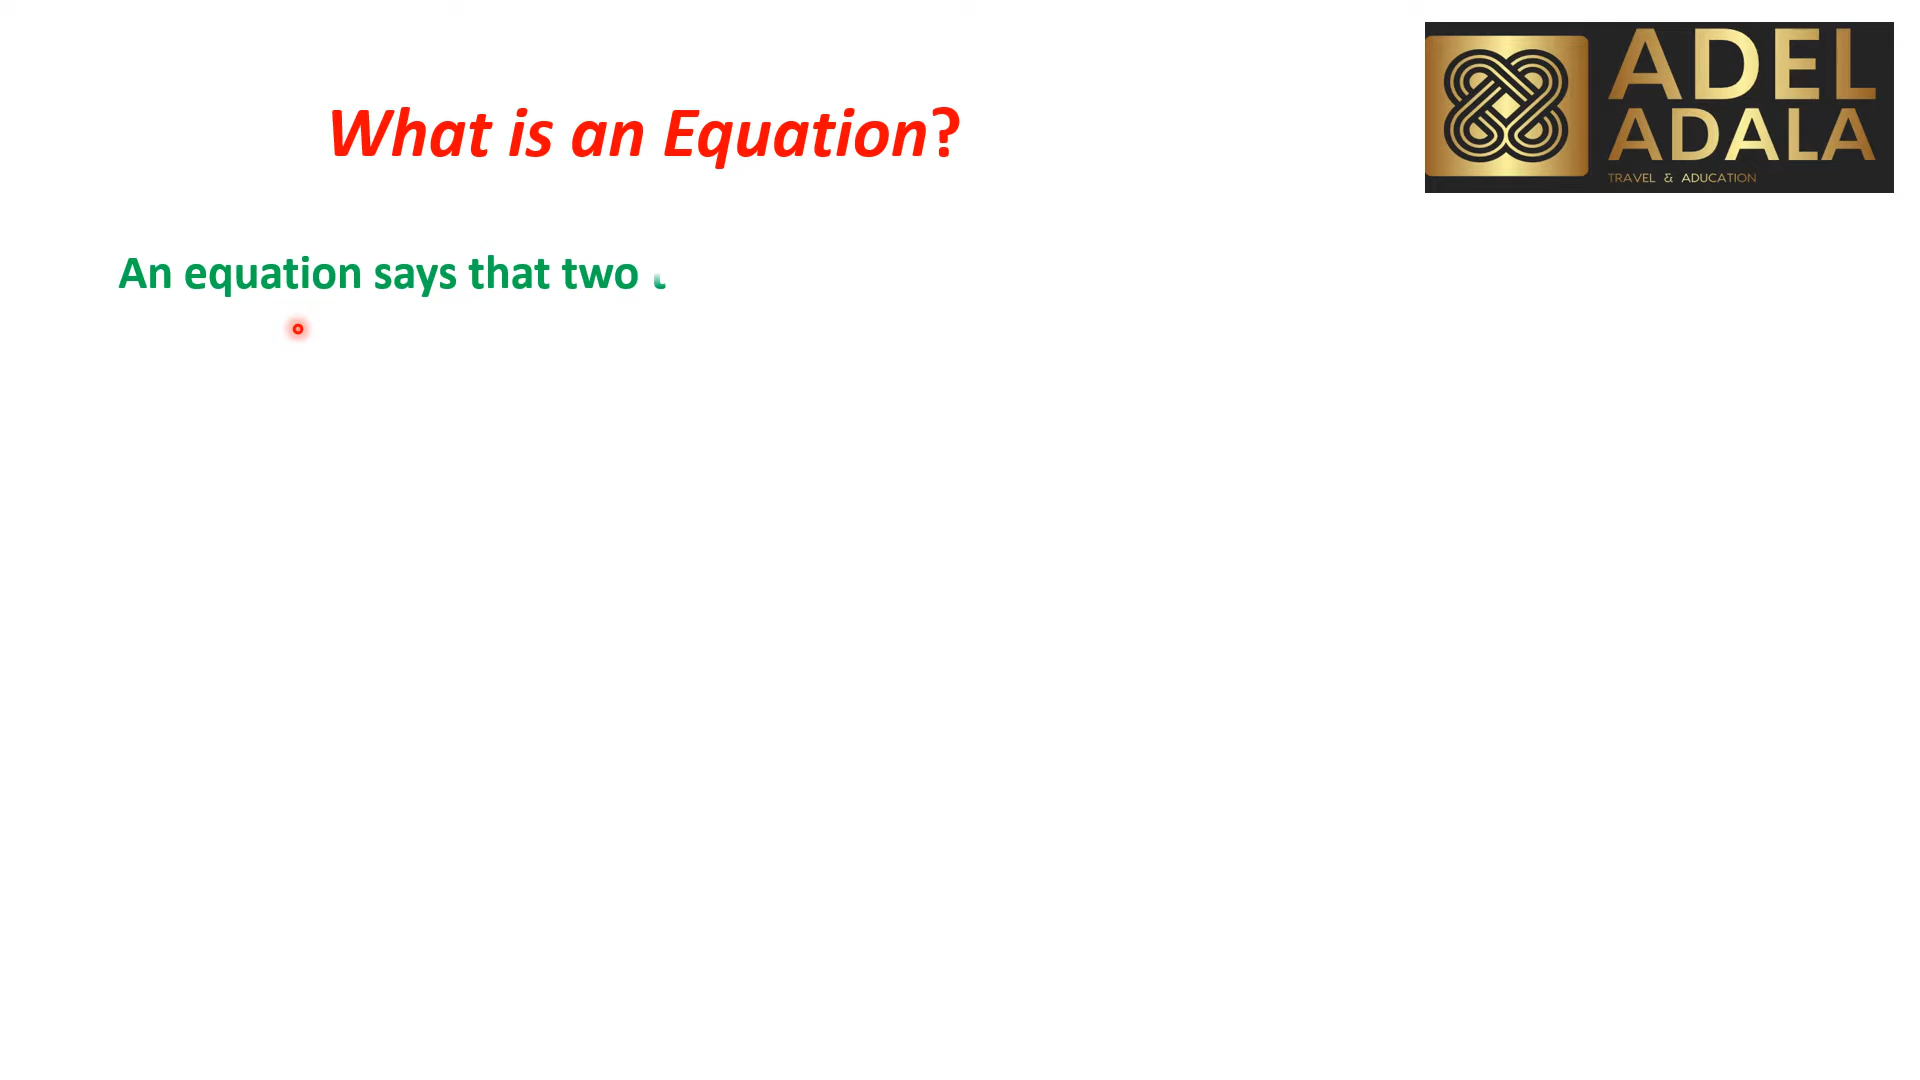 ADEL
ADALA
TRAVEL & ADUCATION
What is an Equation?
An equation says that two